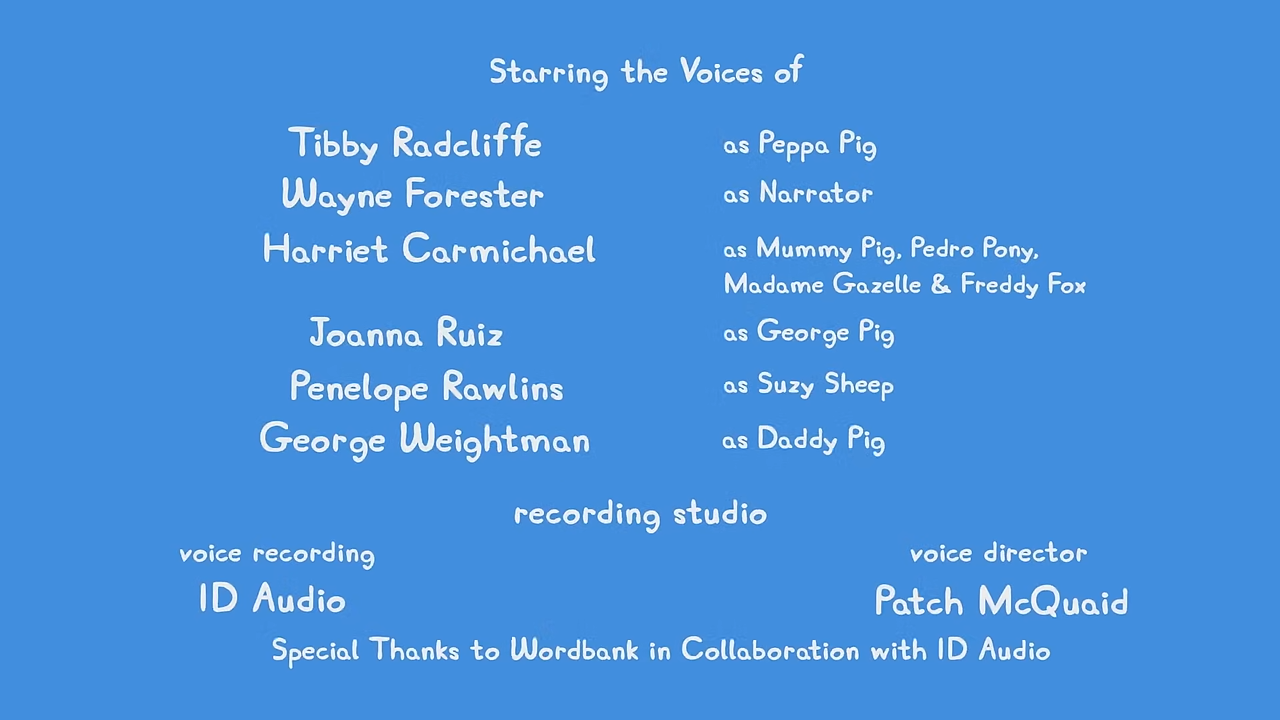 Starring the Voices of
Tibby Radcliffe as Peppa Pig
Wayne Forester as Narrator
Harriet Carmichael as Mummy Pig, Pedro Pony,
Madame Gazelle & Freddy Fox
Joanna Ruiz as George Pig
Penelope Rawlins as Suzy Sheep
George Weightman as Daddy Pig
recording studio
voice recording voice director
ID Audio Patch McQuaid
Special Thanks to Wordbank in Collaboration with ID Audio